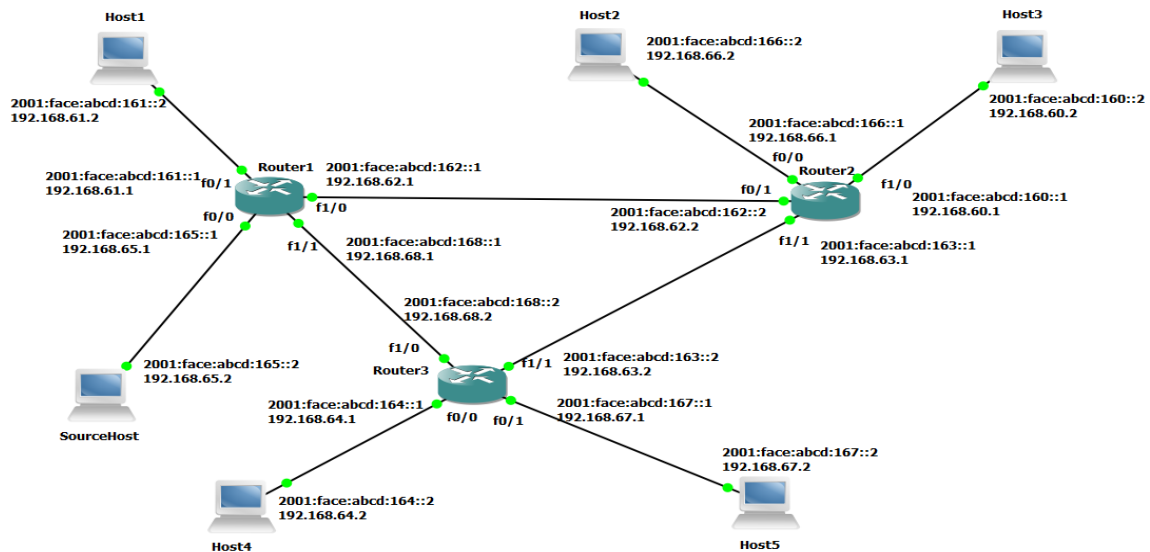 Host1
Host2
Host3
2001:face:abcd:166::2
192.168.66.2
2001:face:abcd:161::2
192.168.61.2
2001:face:abcd:160::2
192.168.60.2
2001:face:abcd:166::1
192.168.66.1
f0/0
Router1
2001:face:abcd:162::1
192.168.62.1
Router2
2001:face:abcd:161::1
192.168.61.1
f0/1
f0/1
f1/0
2001:face:abcd:160::1
192.168.60.1
f0/0
f1/0
2001:face:abcd:162::2
192.168.62.2
2001:face:abcd:165::1
192.168.65.1
f1/1
2001:face:abcd:168::1
192.168.68.1
f1/1
2001:face:abcd:163::1
192.168.63.1
2001:face:abcd:168::2
192.168.68.2
f1/0
2001:face:abcd:165::2
192.168.65.2
Router3
f1/1
2001:face:abcd:163::2
192.168.63.2
SourceHost
2001:face:abcd:164::1
192.168.64.1
f0/0
f0/1
2001:face:abcd:167::1
192.168.67.1
2001:face:abcd:167::2
192.168.67.2
2001:face:abcd:164::2
192.168.64.2
Host4
Host5